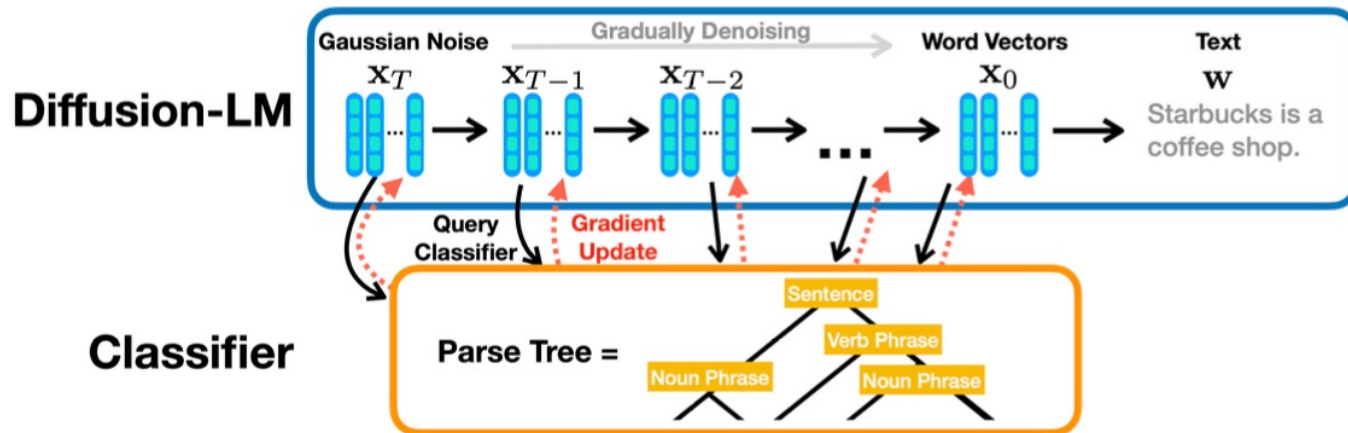 Gaussian Noise
Gradually Denoising
Word Vectors
Text
x_T
x_{T-1}
x_{T-2}
x_0
w
Diffusion-LM
...
...
...
...
...
Starbucks is a
coffee shop.
Query
Classifier
Gradient
Update
Classifier
Parse Tree =
Sentence
Verb Phrase
Noun Phrase
Noun Phrase